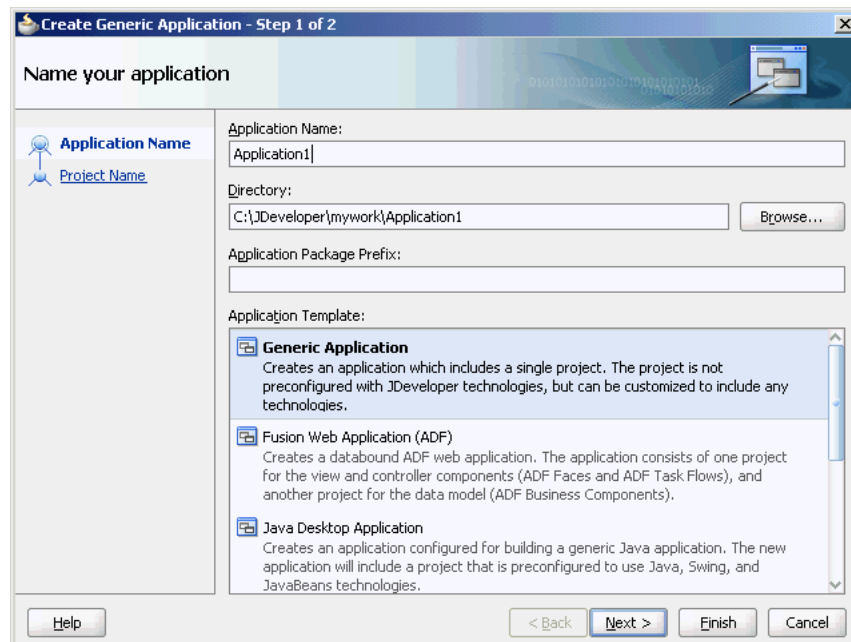 Create Generic Application - Step 1 of 2
Name your application
Application Name
Project Name
Application Name:
Application1
Directory:
C:\JDeveloper\mywork\Application1
Browse...
Application Package Prefix:
Application Template:
Generic Application
Creates an application which includes a single project. The project is not
preconfigured with JDeveloper technologies, but can be customized to include any
technologies.
Fusion Web Application (ADF)
Creates a databound ADF web application. The application consists of one project
for the view and controller components (ADF Faces and ADF Task Flows), and
another project for the data model (ADF Business Components).
Java Desktop Application
Creates an application configured for building a generic Java application. The new
application will include a project that is preconfigured to use Java, Swing, and
JavaBeans technologies.
Help
< Back
Next >
Finish
Cancel